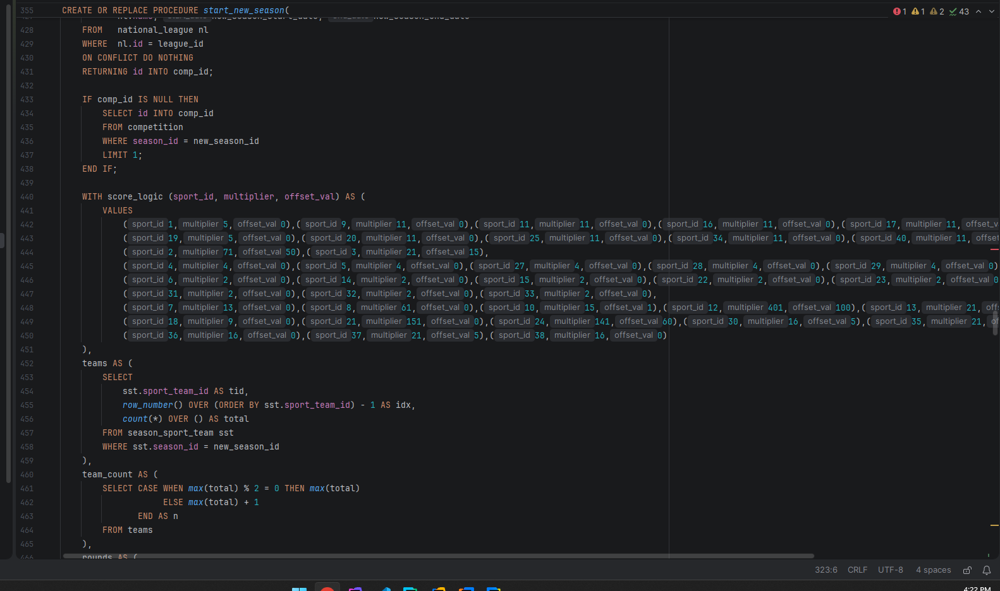 355 CREATE OR REPLACE PROCEDURE start_new_season(
1 1 2 43
428 FROM national_league nl
429 WHERE nl.id = league_id
430 ON CONFLICT DO NOTHING
431 RETURNING id INTO comp_id;
432
433 IF comp_id IS NULL THEN
434 SELECT id INTO comp_id
435 FROM competition
436 WHERE season_id = new_season_id
437 LIMIT 1;
438 END IF;
439
440 WITH score_logic (sport_id, multiplier, offset_val) AS (
441 VALUES
442 ( sport_id 1, multiplier 5, offset_val 0),( sport_id 9, multiplier 11, offset_val 0),( sport_id 11, multiplier 11, offset_val 0),( sport_id 16, multiplier 11, offset_val 0),( sport_id 17, multiplier 11, offset_v
443 ( sport_id 19, multiplier 5, offset_val 0),( sport_id 20, multiplier 11, offset_val 0),( sport_id 25, multiplier 11, offset_val 0),( sport_id 34, multiplier 11, offset_val 0),( sport_id 40, multiplier 11, offset
444 ( sport_id 2, multiplier 71, offset_val 50),( sport_id 3, multiplier 21, offset_val 15),
445 ( sport_id 4, multiplier 4, offset_val 0),( sport_id 5, multiplier 4, offset_val 0),( sport_id 27, multiplier 4, offset_val 0),( sport_id 28, multiplier 4, offset_val 0),( sport_id 29, multiplier 4, offset_val 0)
446 ( sport_id 6, multiplier 2, offset_val 0),( sport_id 14, multiplier 2, offset_val 0),( sport_id 15, multiplier 2, offset_val 0),( sport_id 22, multiplier 2, offset_val 0),( sport_id 23, multiplier 2, offset_val 0
447 ( sport_id 31, multiplier 2, offset_val 0),( sport_id 32, multiplier 2, offset_val 0),( sport_id 33, multiplier 2, offset_val 0),
448 ( sport_id 7, multiplier 13, offset_val 0),( sport_id 8, multiplier 61, offset_val 0),( sport_id 10, multiplier 15, offset_val 1),( sport_id 12, multiplier 401, offset_val 100),( sport_id 13, multiplier 21, off
449 ( sport_id 18, multiplier 9, offset_val 0),( sport_id 21, multiplier 151, offset_val 0),( sport_id 24, multiplier 141, offset_val 60),( sport_id 30, multiplier 16, offset_val 5),( sport_id 35, multiplier 21, of
450 ( sport_id 36, multiplier 16, offset_val 0),( sport_id 37, multiplier 21, offset_val 5),( sport_id 38, multiplier 16, offset_val 0)
451 ),
452 teams AS (
453 SELECT
454 sst.sport_team_id AS tid,
455 row_number() OVER (ORDER BY sst.sport_team_id) - 1 AS idx,
456 count(*) OVER () AS total
457 FROM season_sport_team sst
458 WHERE sst.season_id = new_season_id
459 ),
460 team_count AS (
461 SELECT CASE WHEN max(total) % 2 = 0 THEN max(total)
462 ELSE max(total) + 1
463 END AS n
464 FROM teams
465 ),
466 rounds AS (
323:6 CRLF UTF-8 4 spaces
4:22 PM